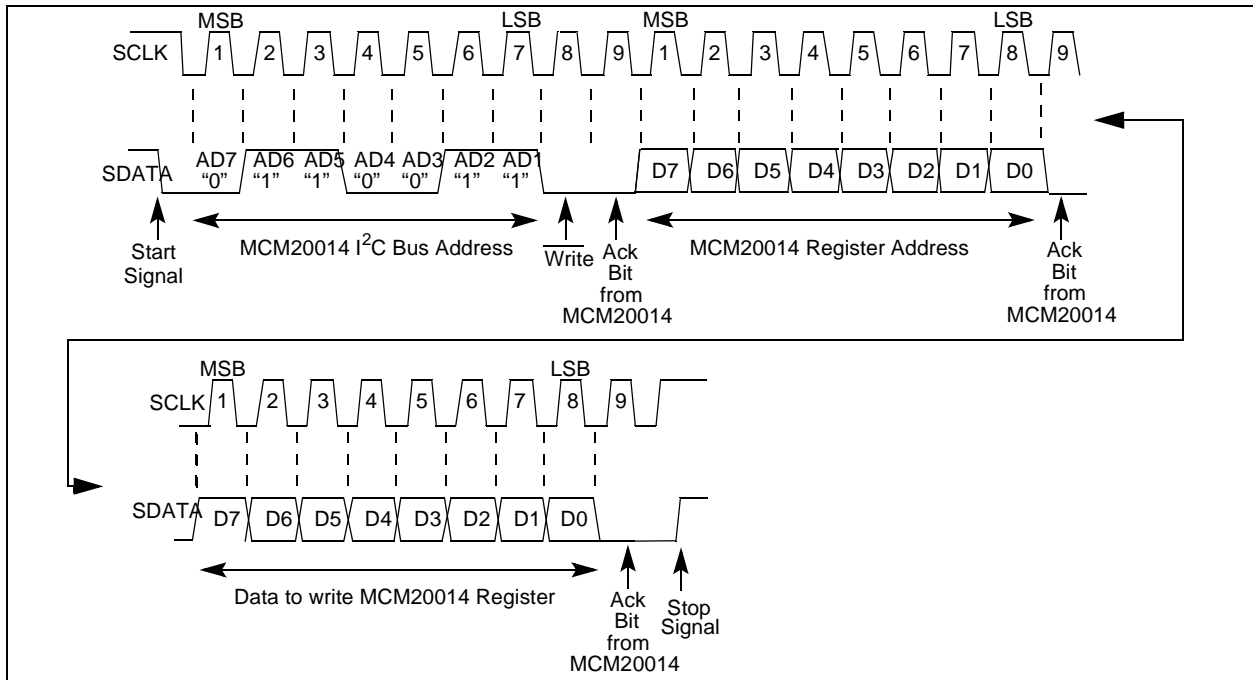 MSB LSB MSB LSB
SCLK 1 2 3 4 5 6 7 8 9 1 2 3 4 5 6 7 8 9
AD7 AD6 AD5 AD4 AD3 AD2 AD1
SDATA “0” “1” “1” “0” “0” “1” “1” D7 D6 D5 D4 D3 D2 D1 D0
Start
Signal
MCM20014 I²C Bus Address
Write
Ack
Bit
from
MCM20014
MCM20014 Register Address
Ack
Bit
from
MCM20014
MSB LSB
SCLK 1 2 3 4 5 6 7 8 9
SDATA D7 D6 D5 D4 D3 D2 D1 D0
Data to write MCM20014 Register
Ack
Bit
from
MCM20014
Stop
Signal